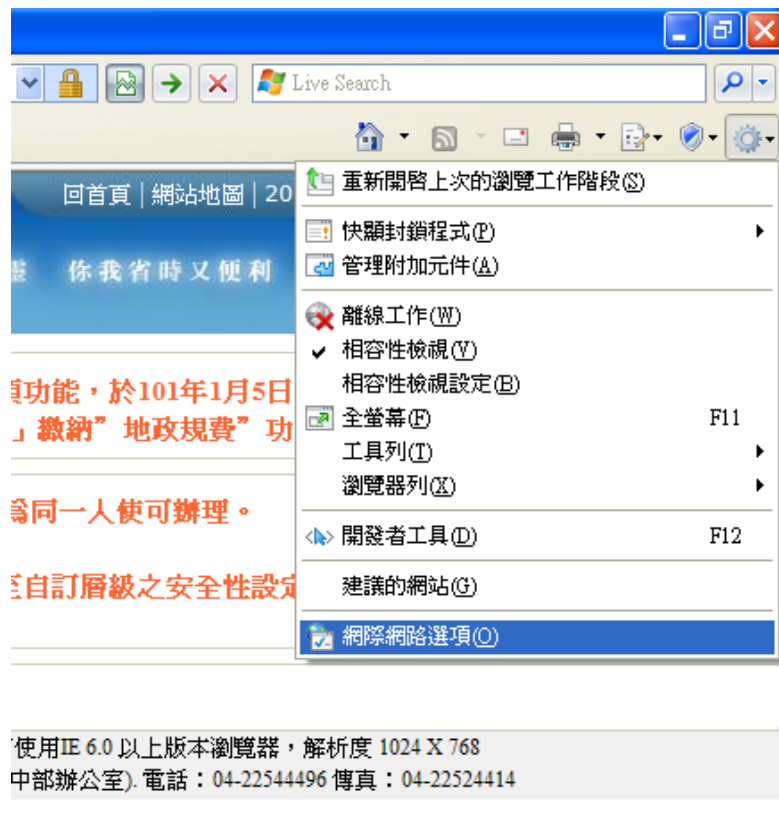 Live Search
回首頁 | 網站地圖 | 20
你我省時又便利
重新開啓上次的瀏覽工作階段(S)
快顯封鎖程式(P)
管理附加元件(A)
離線工作(W)
相容性檢視(V)
相容性檢視設定(B)
全螢幕(F) F11
工具列(T)
瀏覽器列(X)
開發者工具(D) F12
建議的網站(G)
網際網路選項(O)
功能,於101年1月5日
」繳納”地政規費”功
爲同一人使可辦理。
至自訂層級之安全性設定
使用IE 6.0 以上版本瀏覽器,解析度 1024 X 768
中部辦公室). 電話:04-22544496 傳真:04-22524414